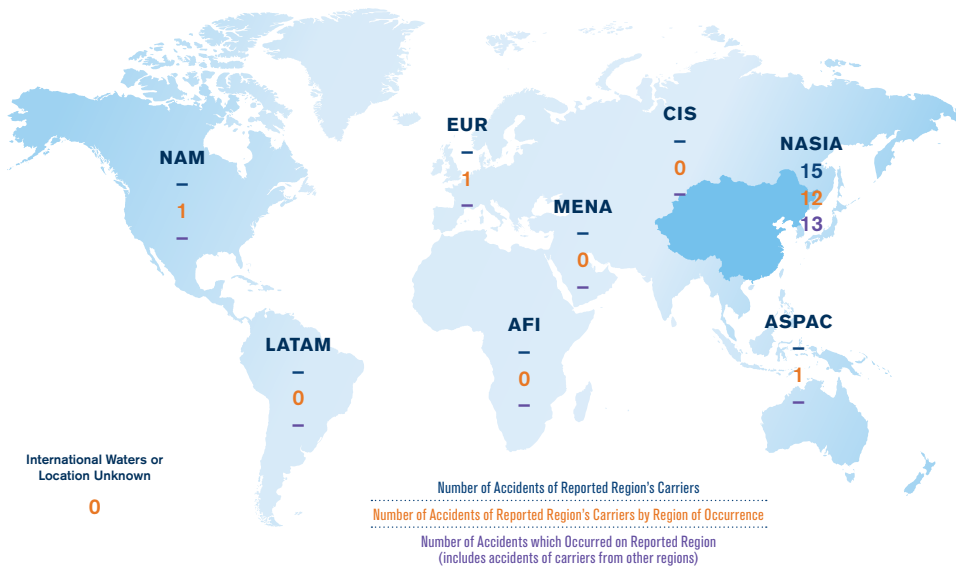 CIS
–
0
–
EUR
–
1
–
NASIA
15
12
13
NAM
–
1
–
MENA
–
0
–
ASPAC
–
1
–
AFI
–
0
–
LATAM
–
0
–
International Waters or
Location Unknown
0
Number of Accidents of Reported Region's Carriers
Number of Accidents of Reported Region's Carriers by Region of Occurrence
Number of Accidents which Occurred on Reported Region
(includes accidents of carriers from other regions)